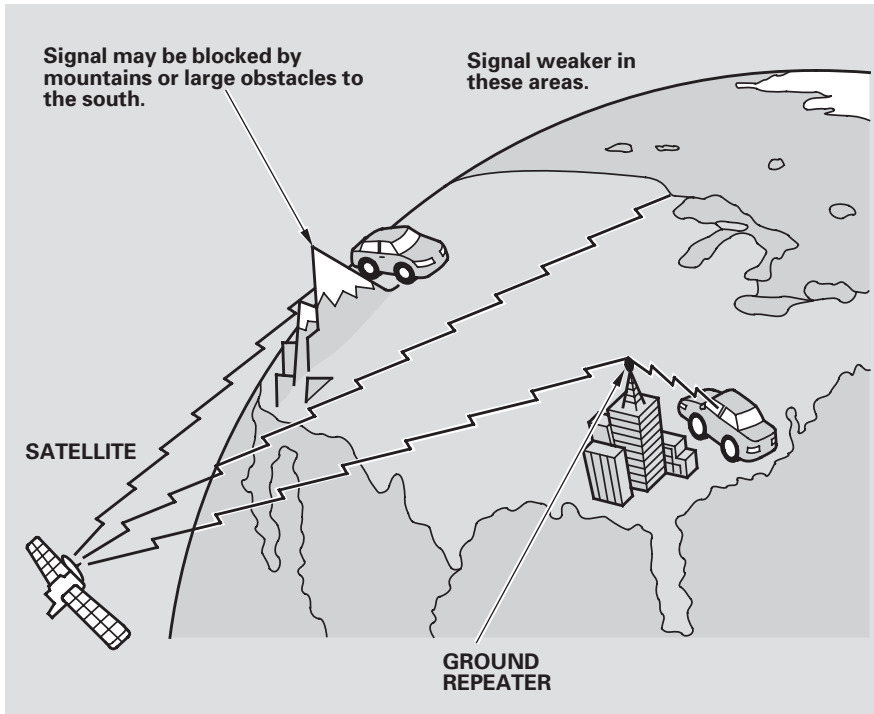 Signal may be blocked by
mountains or large obstacles to
the south.
Signal weaker in
these areas.
SATELLITE
GROUND
REPEATER